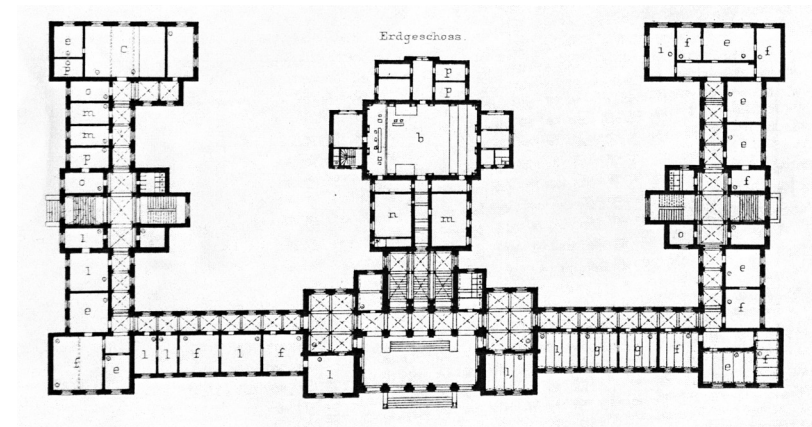 Erdgeschoss.
e c i f e f
o p e
m p
m b e
p
o f
l n m o
l e
e f
f l l f l f h g g f f
e l h e